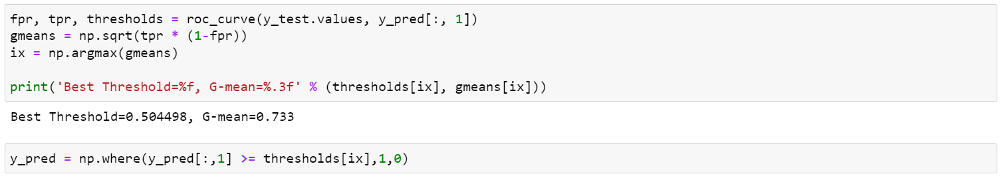 fpr, tpr, thresholds = roc_curve(y_test.values, y_pred[:, 1])
gmeans = np.sqrt(tpr * (1-fpr))
ix = np.argmax(gmeans)
print('Best Threshold=%f, G-mean=%.3f' % (thresholds[ix], gmeans[ix]))
Best Threshold=0.504498, G-mean=0.733
y_pred = np.where(y_pred[:,1] >= thresholds[ix],1,0)